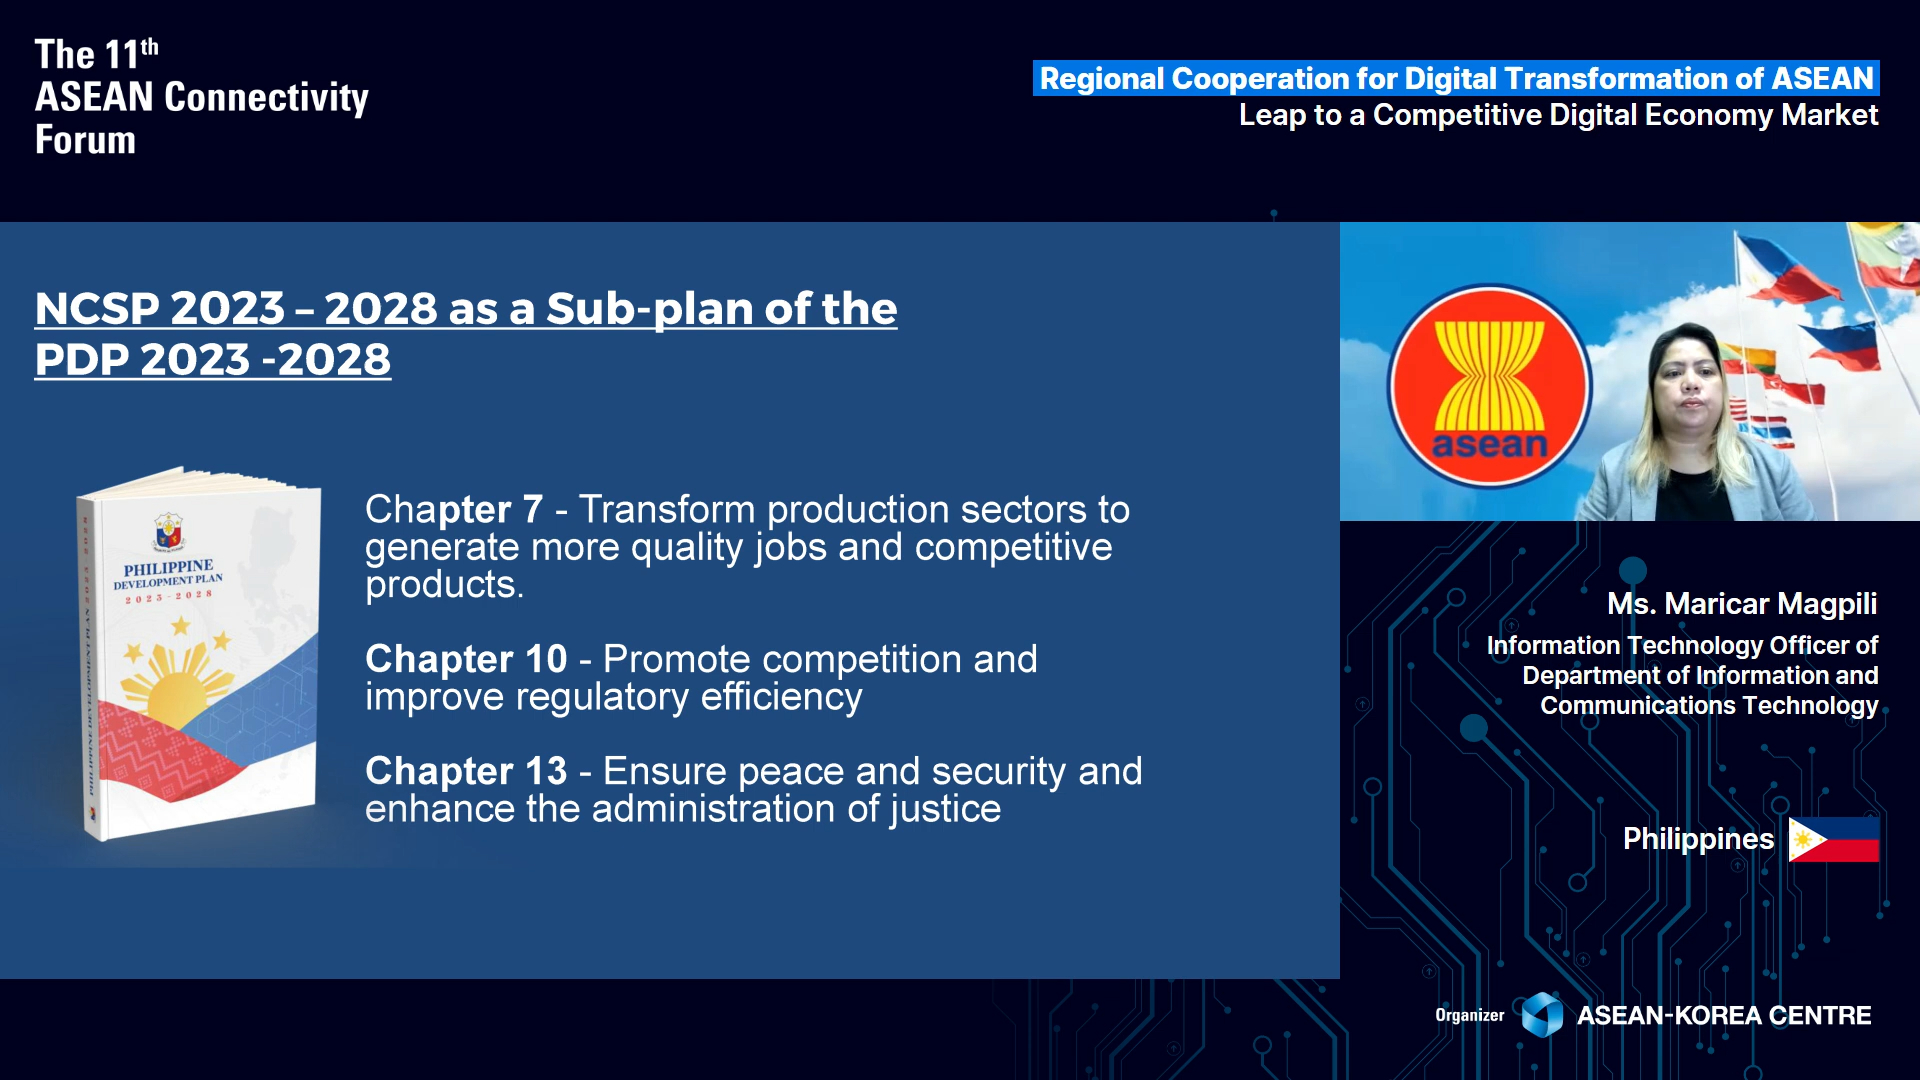 The 11th
ASEAN Connectivity
Forum
Regional Cooperation for Digital Transformation of ASEAN
Leap to a Competitive Digital Economy Market
NCSP 2023 – 2028 as a Sub-plan of the
PDP 2023 -2028
PHILIPPINE
DEVELOPMENT PLAN
2023-2028
PHILIPPINE DEVELOPMENT PLAN
Chapter 7 - Transform production sectors to
generate more quality jobs and competitive
products.
Chapter 10 - Promote competition and
improve regulatory efficiency
Chapter 13 - Ensure peace and security and
enhance the administration of justice
asean
Ms. Maricar Magpili
Information Technology Officer of
Department of Information and
Communications Technology
Philippines
Organizer
ASEAN-KOREA CENTRE